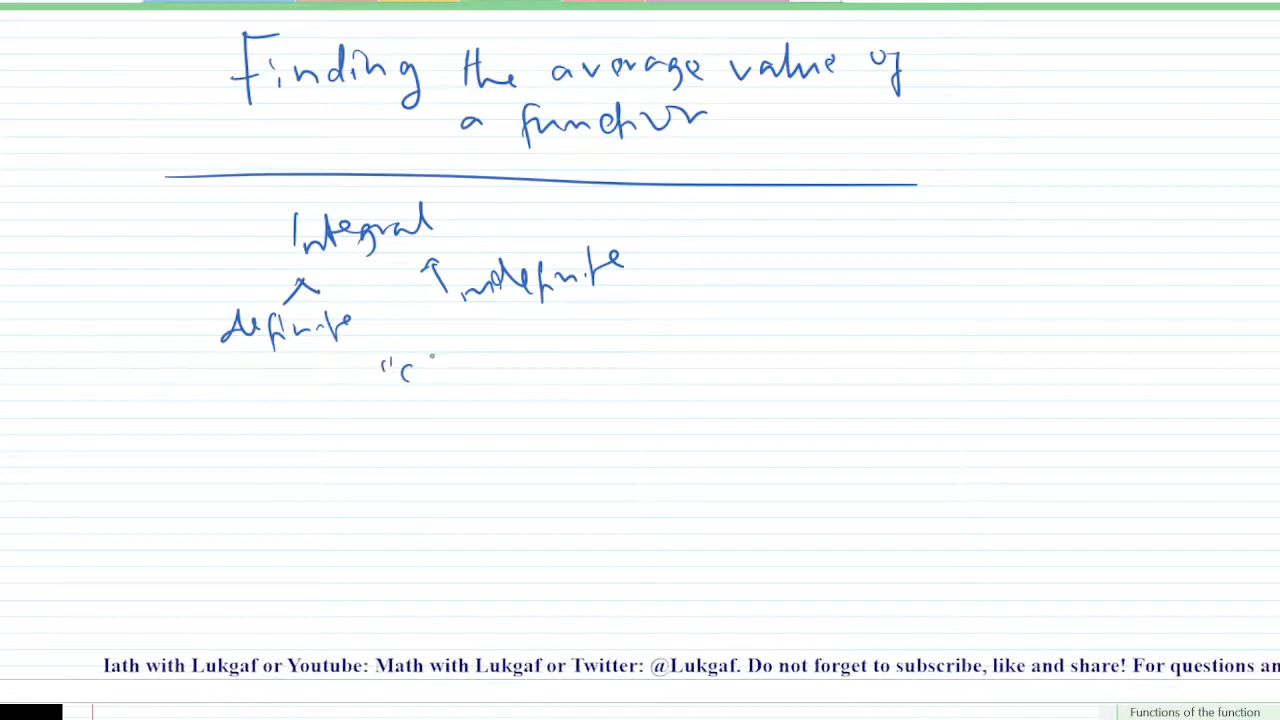 Finding the average value of
a function
Integral
indefinite
definite
"c
Iath with Lukgaf or Youtube: Math with Lukgaf or Twitter: @Lukgaf. Do not forget to subscribe, like and share! For questions an
Functions of the function